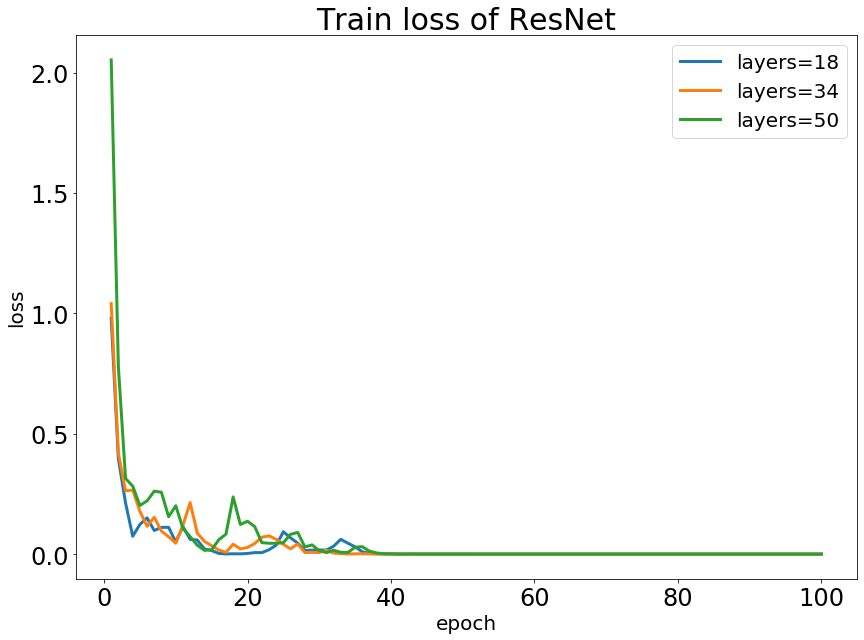 Train loss of ResNet
layers=18
layers=34
layers=50
2.0
1.5
1.0
0.5
0.0
loss
0 20 40 60 80 100
epoch